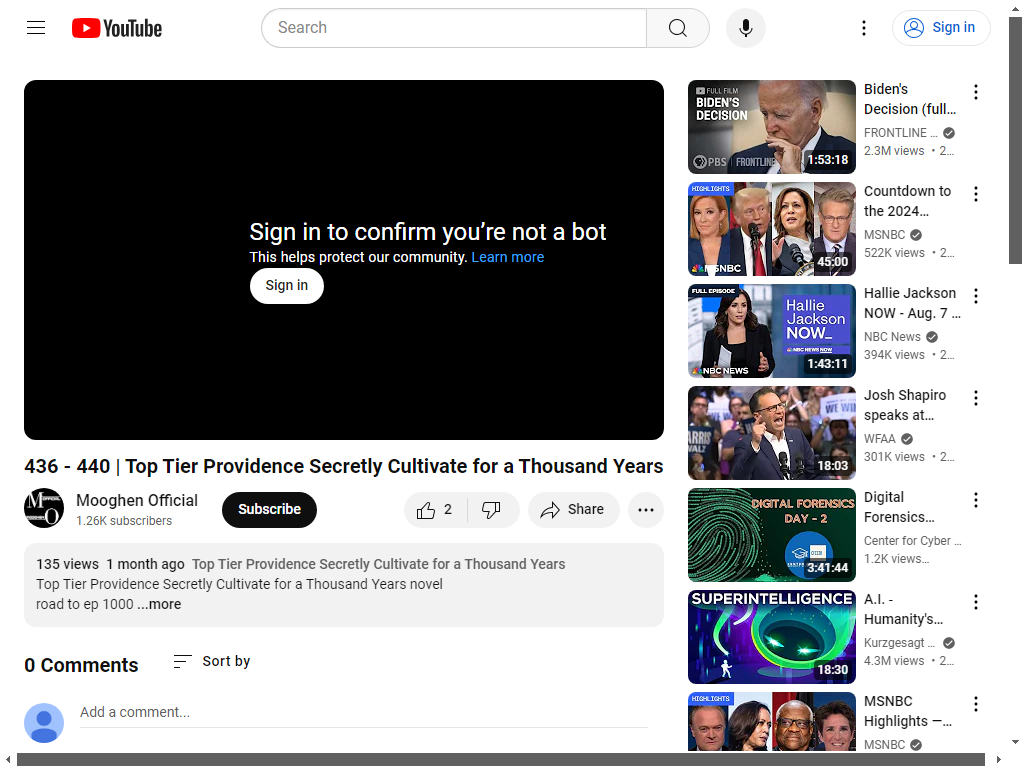 YouTube
Search
Sign in
Sign in to confirm you’re not a bot
This helps protect our community. Learn more
Sign in
436 - 440 | Top Tier Providence Secretly Cultivate for a Thousand Years
Mooghen Official
1.26K subscribers
Subscribe
2
Share
135 views 1 month ago Top Tier Providence Secretly Cultivate for a Thousand Years
Top Tier Providence Secretly Cultivate for a Thousand Years novel
road to ep 1000 ...more
0 Comments
Sort by
Add a comment...
FULL FILM
BIDEN'S
DECISION
PBS FRONTLINE
1:53:18
Biden's
Decision (full...
FRONTLINE ...
2.3M views • 2...
HIGHLIGHTS
MSNBC
45:00
Countdown to
the 2024...
MSNBC
522K views • 2...
FULL EPISODE
Hallie
Jackson
NOW_
NBC NEWS NOW
NBC NEWS
1:43:11
Hallie Jackson
NOW - Aug. 7 ...
NBC News
394K views • 2...
18:03
Josh Shapiro
speaks at...
WFAA
301K views • 2...
DIGITAL FORENSICS
DAY - 2
3:41:44
Digital
Forensics...
Center for Cyber ...
1.2K views...
SUPERINTELLIGENCE
18:30
A.I. -
Humanity's...
Kurzgesagt ...
4.3M views • 2...
HIGHLIGHTS
MSNBC
Highlights —...
MSNBC